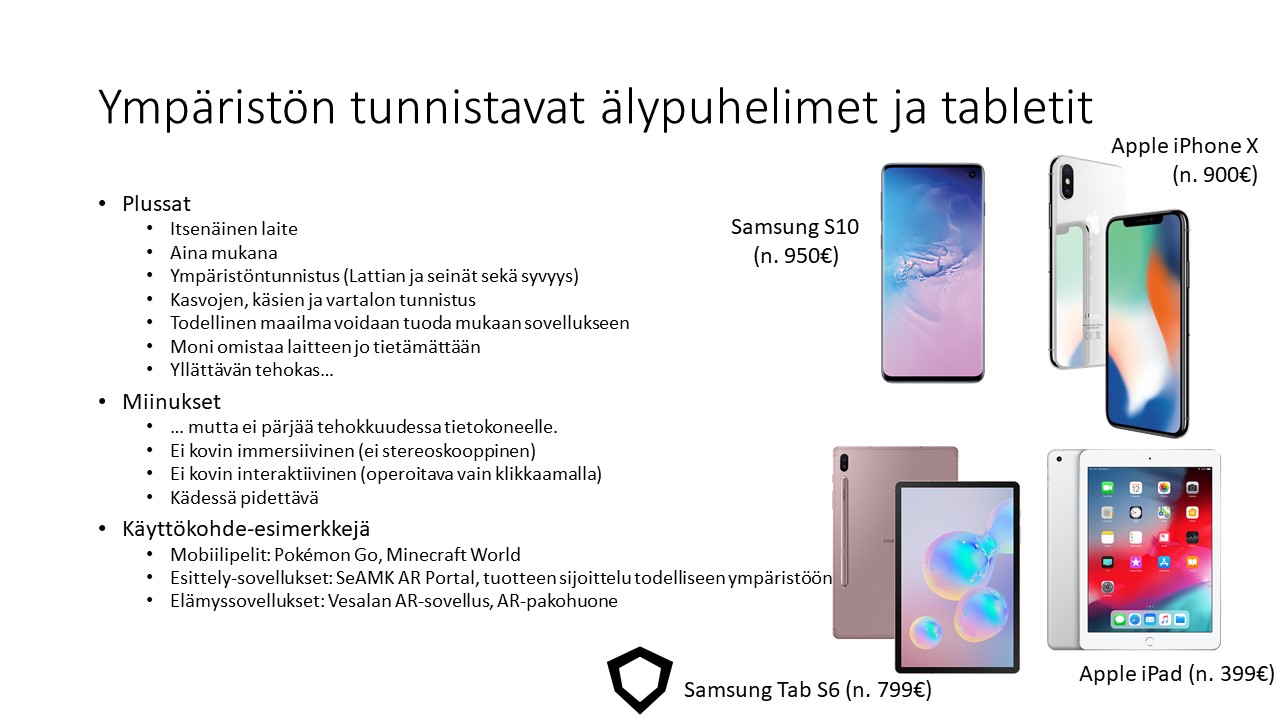 Ympäristön tunnistavat älypuhelimet ja tabletit
• Plussat
• Itsenäinen laite
• Aina mukana
• Ympäristöntunnistus (Lattian ja seinät sekä syvyys)
• Kasvojen, käsien ja vartalon tunnistus
• Todellinen maailma voidaan tuoda mukaan sovellukseen
• Moni omistaa laitteen jo tietämättään
• Yllättävän tehokas…
• Miinukset
• … mutta ei pärjää tehokkuudessa tietokoneelle.
• Ei kovin immersiivinen (ei stereoskooppinen)
• Ei kovin interaktiivinen (operoitava vain klikkaamalla)
• Kädessä pidettävä
• Käyttökohde-esimerkkejä
• Mobiilipelit: Pokémon Go, Minecraft World
• Esittely-sovellukset: SeAMK AR Portal, tuotteen sijoittelu todelliseen ympäristöön
• Elämyssovellukset: Vesalan AR-sovellus, AR-pakohuone
Samsung S10
(n. 950€)
Apple iPhone X
(n. 900€)
Samsung Tab S6 (n. 799€)
Apple iPad (n. 399€)